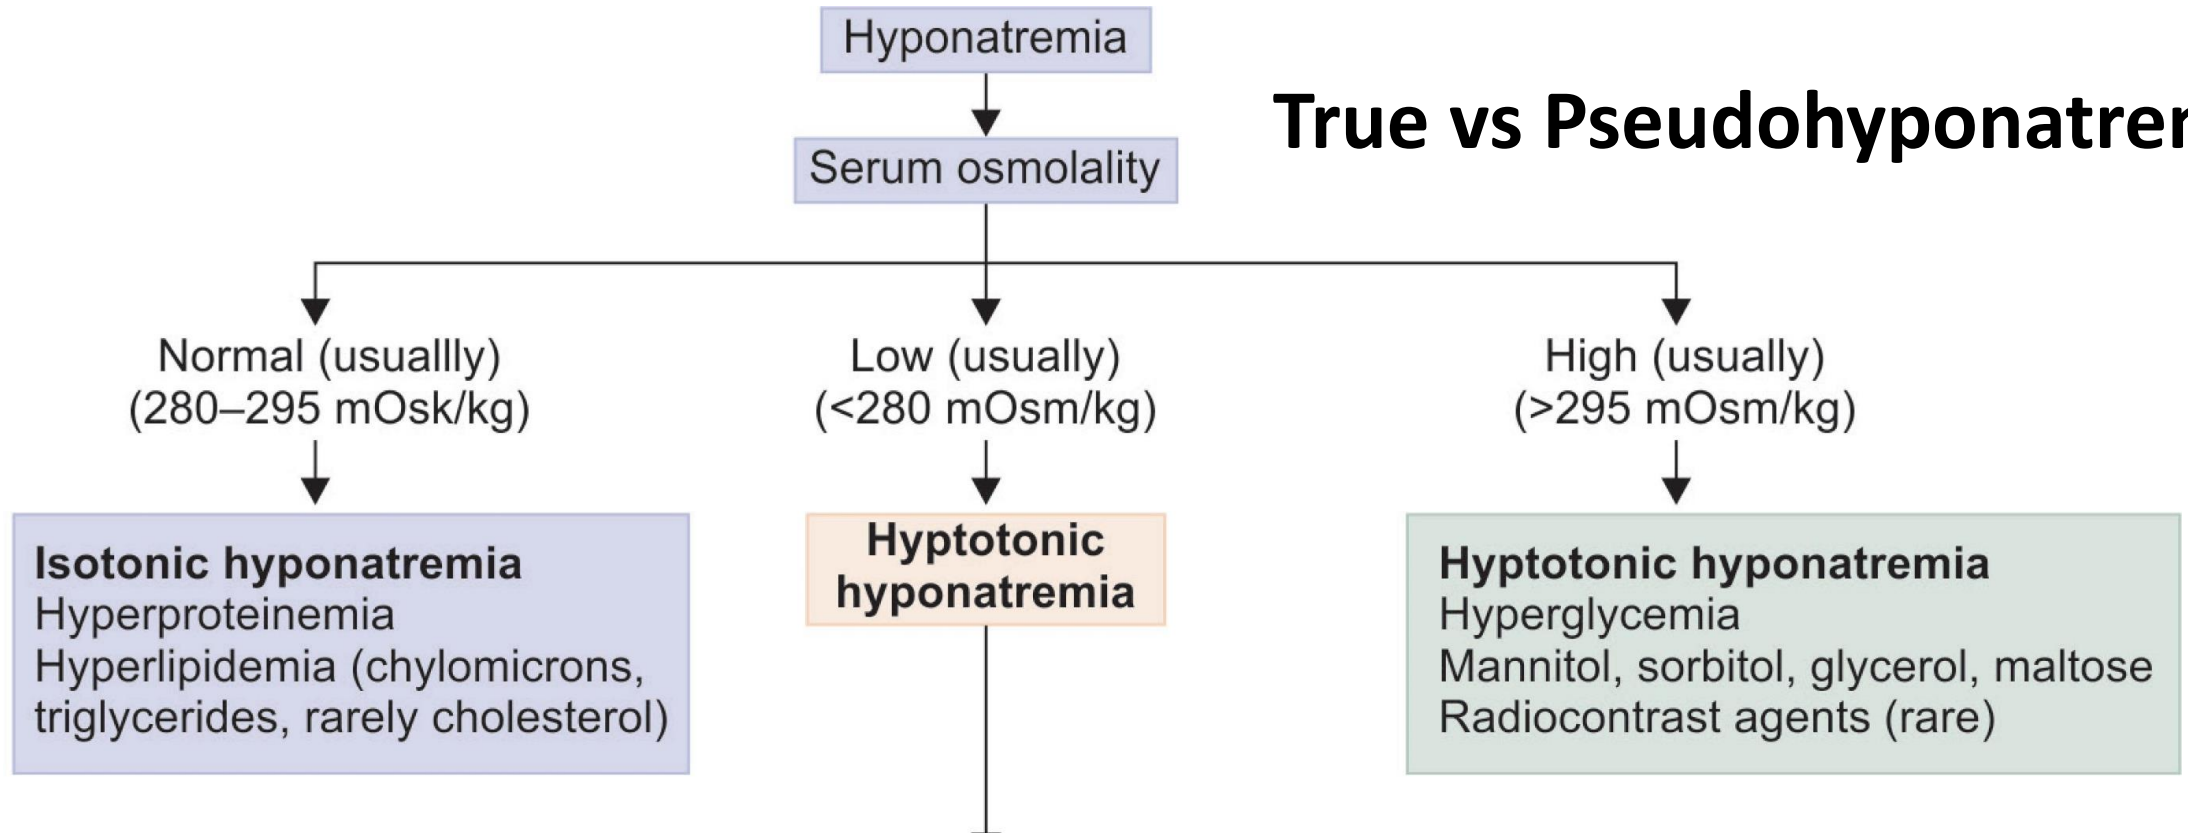 Hyponatremia
True vs Pseudohyponatrem
Serum osmolality
Normal (usuallly)
(280–295 mOsk/kg)
Low (usually)
(<280 mOsm/kg)
High (usually)
(>295 mOsm/kg)
Isotonic hyponatremia
Hyperproteinemia
Hyperlipidemia (chylomicrons,
triglycerides, rarely cholesterol)
Hyptotonic
hyponatremia
Hyptotonic hyponatremia
Hyperglycemia
Mannitol, sorbitol, glycerol, maltose
Radiocontrast agents (rare)